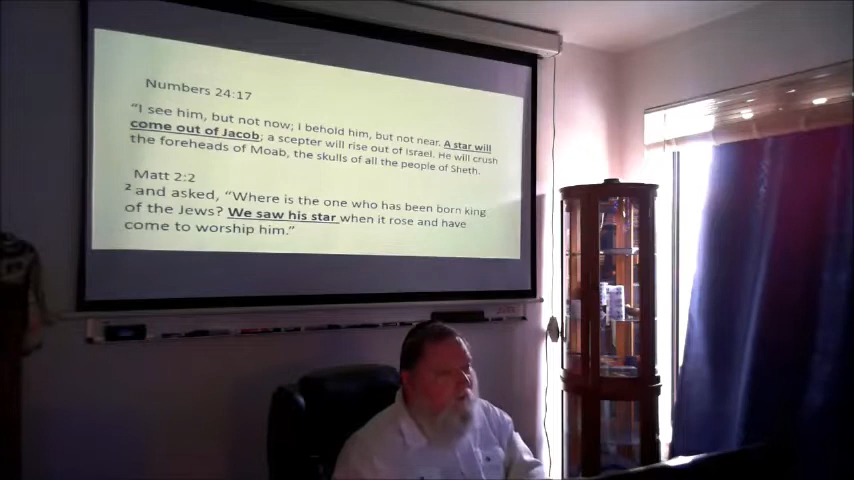 Numbers 24:17
"I see him, but not now; i behold him, but not near. A star will
come out of Jacob; a scepter will rise out of Israel. He will crush
the foreheads of Moab, the skulls of all the people of Sheth.
Matt 2:2
2 and asked, "Where is the one who has been born king
of the Jews? We saw his star when it rose and have
come to worship him."